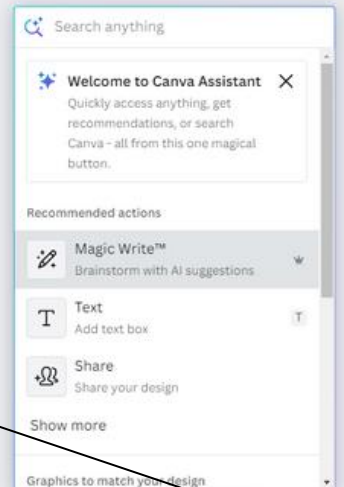 Search anything
Welcome to Canva Assistant
Quickly access anything, get
recommendations, or search
Canva - all from this one magical
button.
Recommended actions
Magic Write™
Brainstorm with AI suggestions
Text
Add text box
T
Share
Share your design
Show more
Graphics to match your design